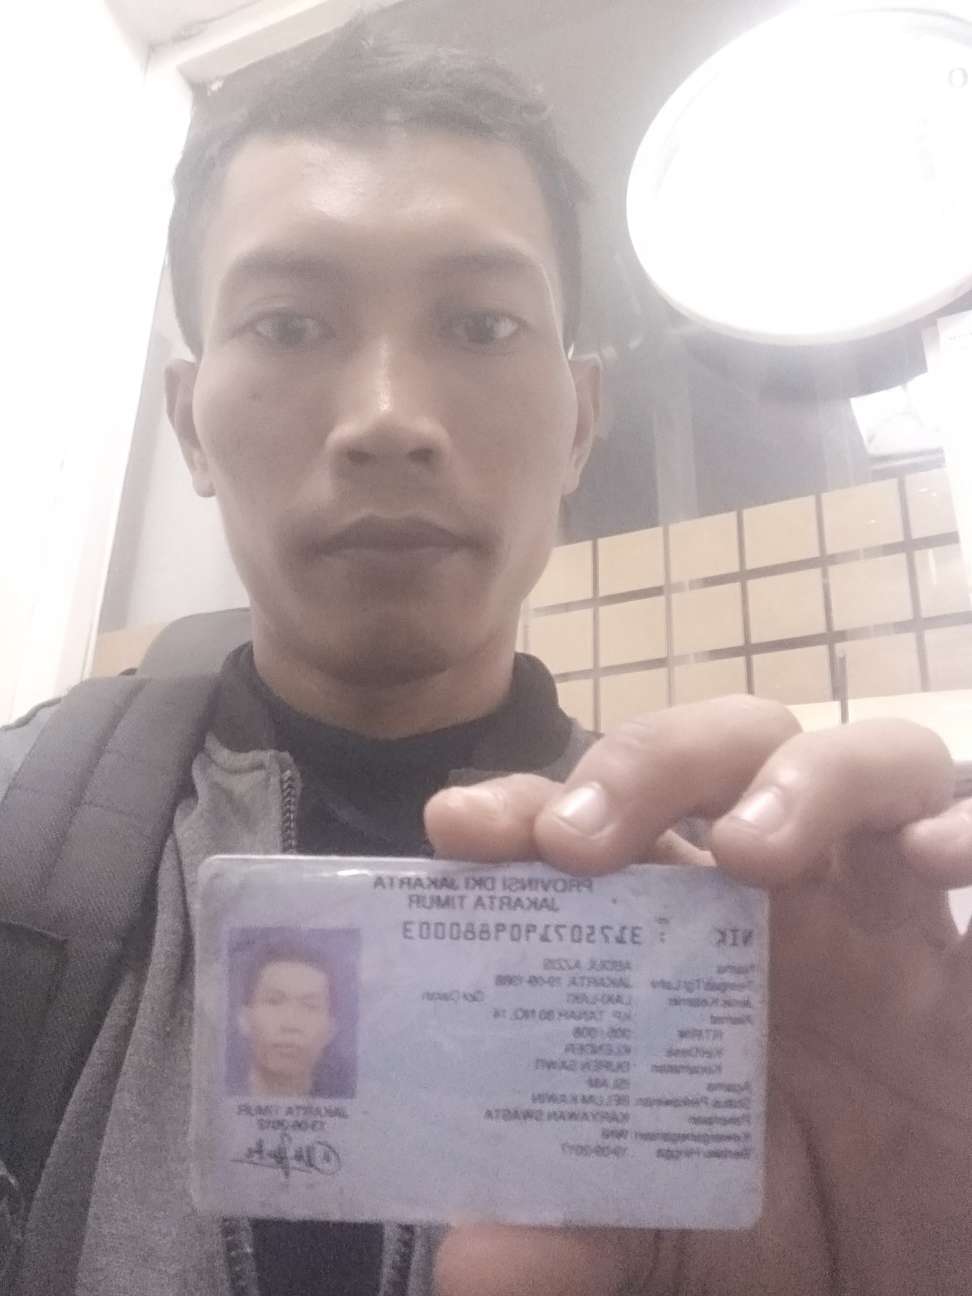 PROVINSI DKI JAKARTA
JAKARTA TIMUR
NIK : 3175071909880003
Nama ABDUL AZZIS
Tempat/Tgl Lahir JAKARTA, 19-09-1988
Jenis Kelamin LAKI-LAKI Gol Darah
Alamat KP. TANAH 80 NO. 14
RT/RW 005 / 008
Kel/Desa KLENDER
Kecamatan DUREN SAWIT
Agama ISLAM
Status Perkawinan BELUM KAWIN
Pekerjaan KARYAWAN SWASTA
Kewarganegaraan WNI
Berlaku Hingga 19-09-2017
JAKARTA TIMUR
13-06-2012